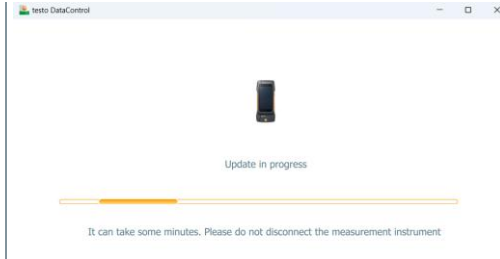 testo DataControl
Update in progress
It can take some minutes. Please do not disconnect the measurement instrument